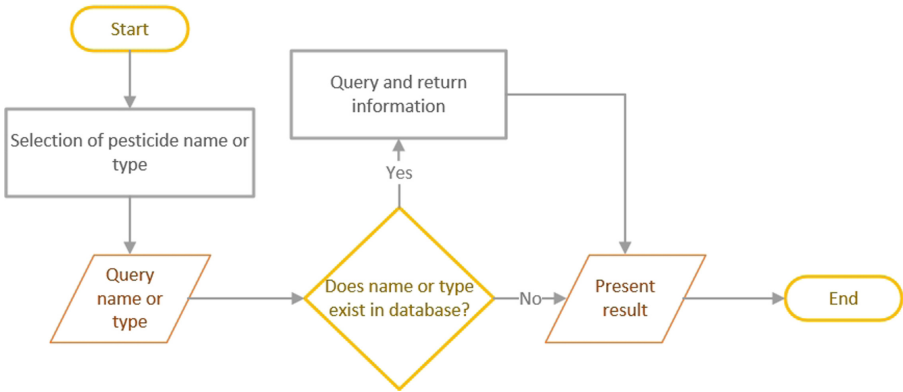 Start
Selection of pesticide name or
type
Query
name or
type
Does name or type
exist in database?
Yes
Query and return
information
No
Present
result
End